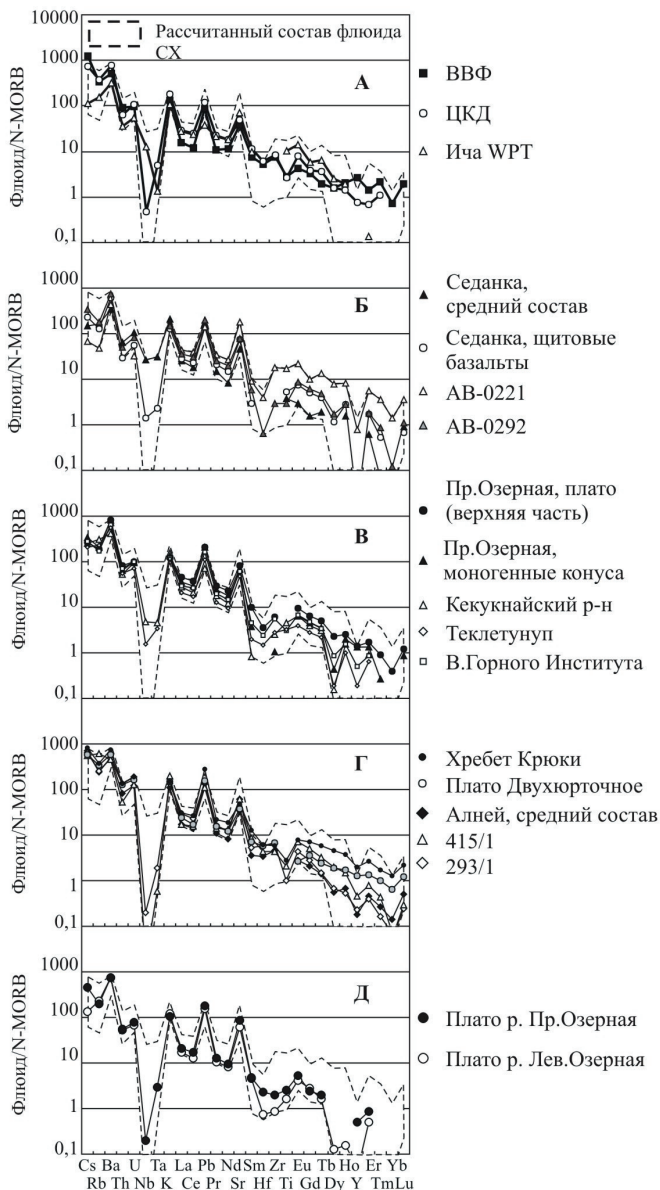 Флюид/N-MORB
10000
1000
100
10
1
0,1
Рассчитанный состав флюида
СХ
А
ВВФ
ЦКД
Ича WPT
Флюид/N-MORB
1000
100
10
1
0,1
Б
Седанка,
средний состав
Седанка, щитовые
базальты
АВ-0221
АВ-0292
Флюид/N-MORB
1000
100
10
1
0,1
В
Пр.Озерная, плато
(верхняя часть)
Пр.Озерная,
моногенные конуса
Кекукнайский р-н
Теклетунуп
В.Горного Института
Флюид/N-MORB
1000
100
10
1
0,1
Г
Хребет Крюки
Плато Двухюрточное
Алней, средний состав
415/1
293/1
Флюид/N-MORB
1000
100
10
1
0,1
Д
Плато р. Пр.Озерная
Плато р. Лев.Озерная
Cs Ba U Ta La Pb Nd Sm Zr Eu Tb Ho Er Yb
Rb Th Nb K Ce Pr Sr Hf Ti Gd Dy Y Tm Lu